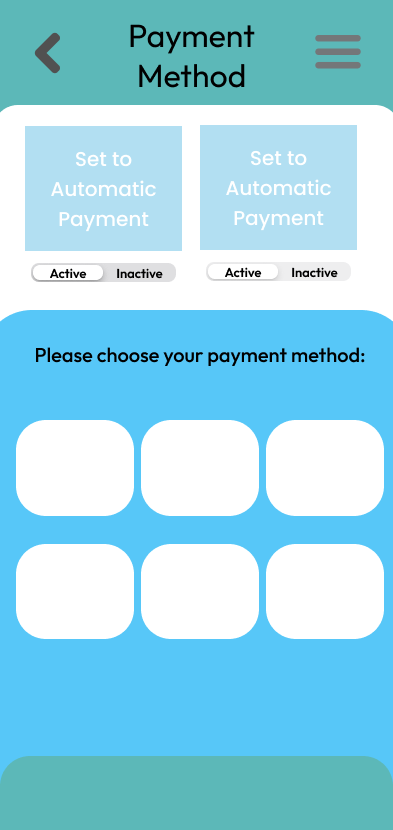 Payment
Method
Set to
Automatic
Payment
Set to
Automatic
Payment
Active Inactive
Active Inactive
Please choose your payment method: